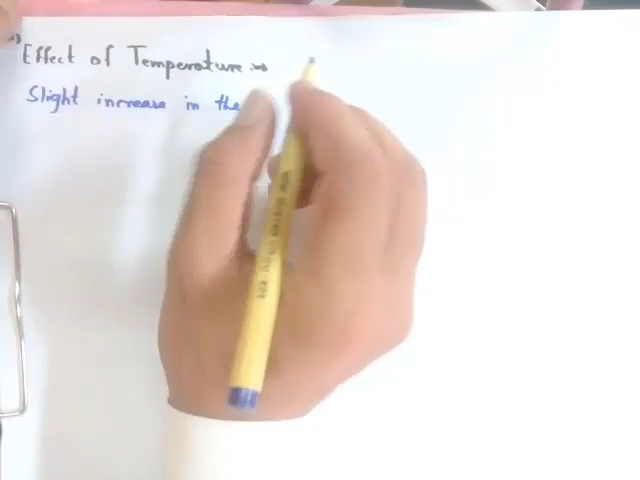 Effect of Temperature :→
Slight increase in the